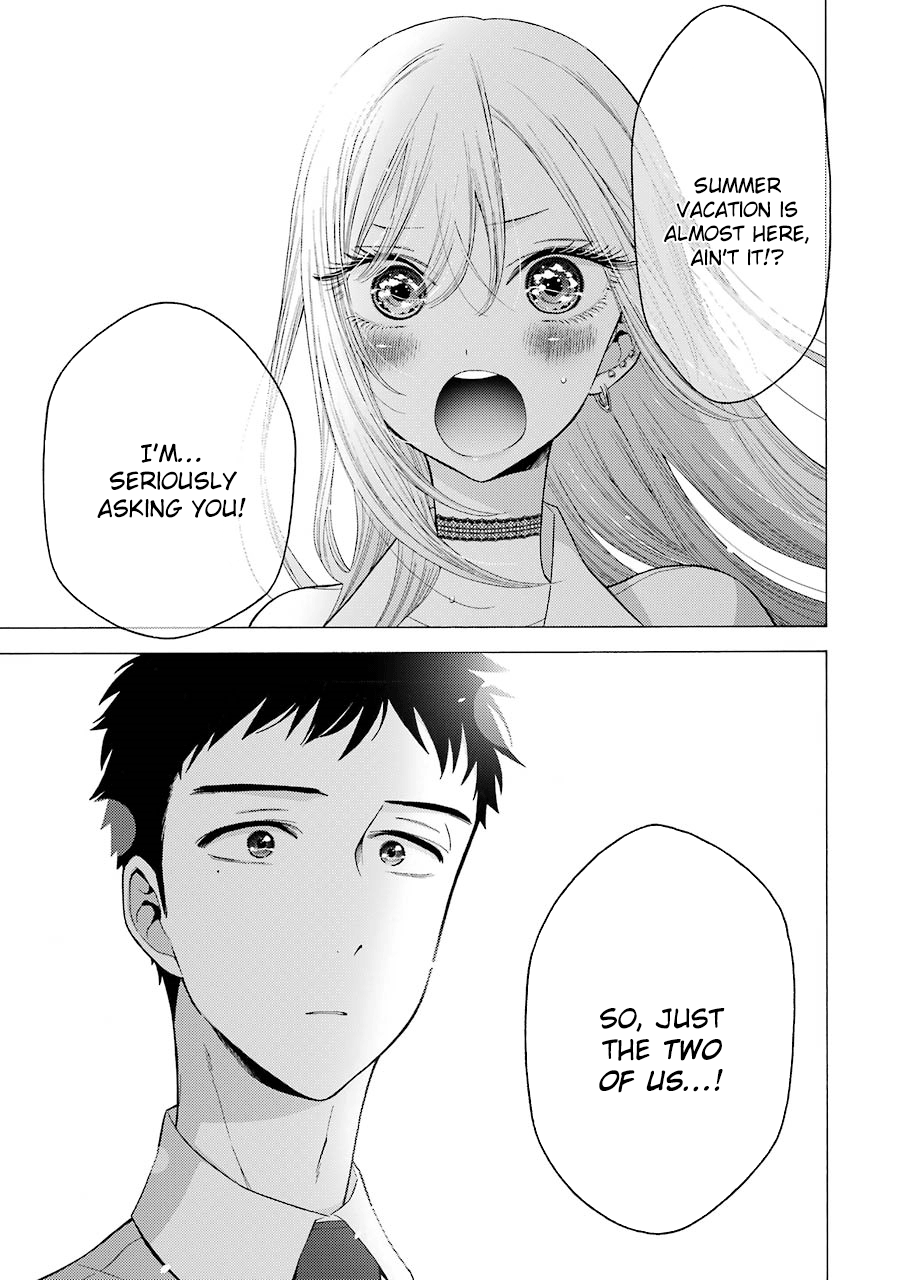 SUMMER
VACATION IS
ALMOST HERE,
AIN'T IT!?
I'M...
SERIOUSLY
ASKING YOU!
SO, JUST
THE TWO
OF US...!